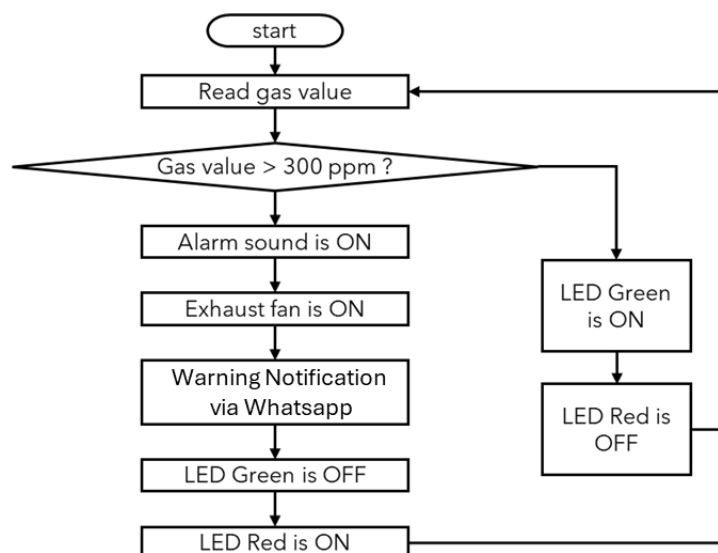 start
Read gas value
Gas value > 300 ppm ?
Alarm sound is ON
Exhaust fan is ON
Warning Notification
via Whatsapp
LED Green is OFF
LED Red is ON
LED Green
is ON
LED Red is
OFF